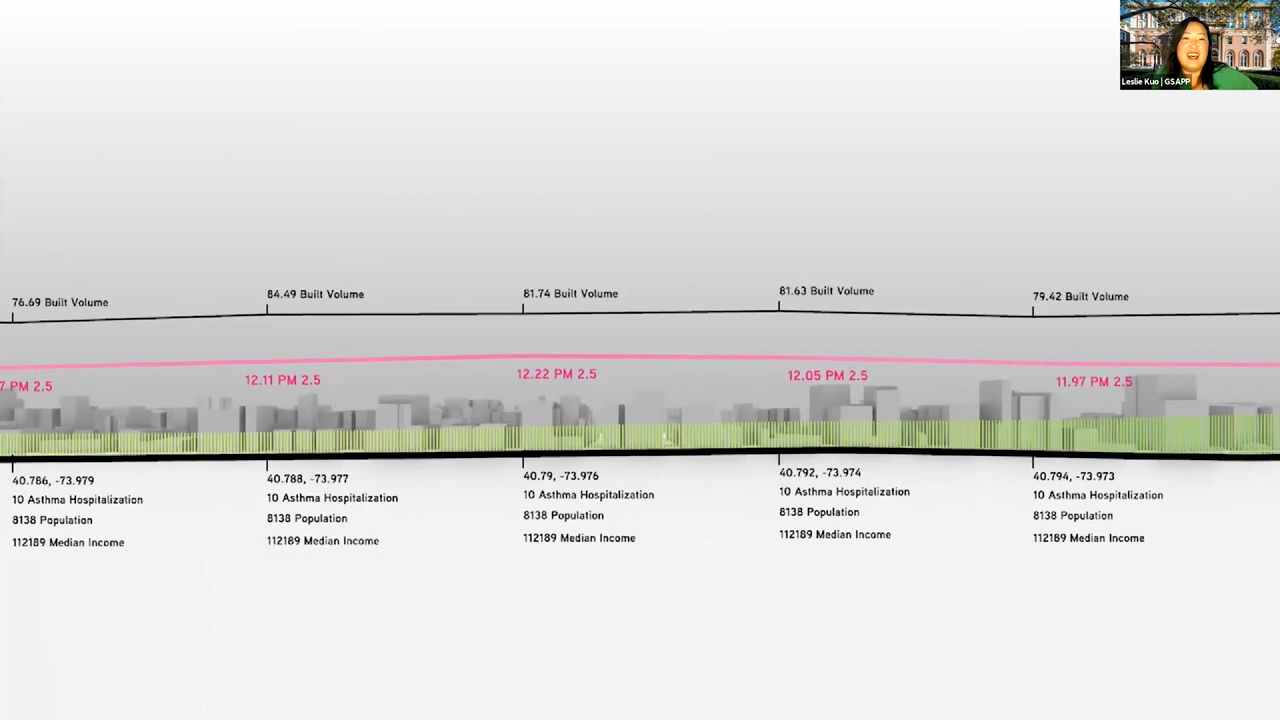 Leslie Kuo | GSAPP
76.69 Built Volume
84.49 Built Volume
81.74 Built Volume
81.63 Built Volume
79.42 Built Volume
7 PM 2.5
12.11 PM 2.5
12.22 PM 2.5
12.05 PM 2.5
11.97 PM 2.5
40.786, -73.979
10 Asthma Hospitalization
8138 Population
112189 Median Income
40.788, -73.977
10 Asthma Hospitalization
8138 Population
112189 Median Income
40.79, -73.976
10 Asthma Hospitalization
8138 Population
112189 Median Income
40.792, -73.974
10 Asthma Hospitalization
8138 Population
112189 Median Income
40.794, -73.973
10 Asthma Hospitalization
8138 Population
112189 Median Income